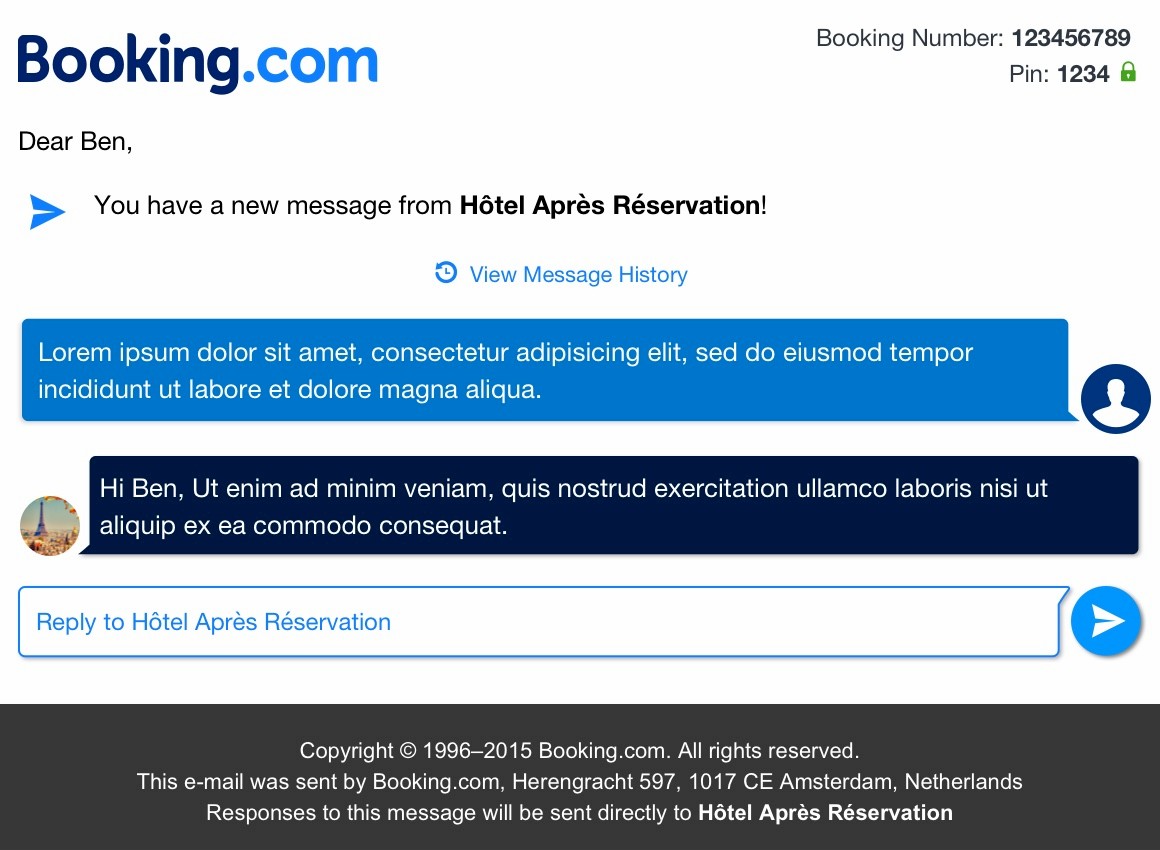 Booking.com
Booking Number: 123456789
Pin: 1234
Dear Ben,
You have a new message from Hôtel Après Réservation!
View Message History
Lorem ipsum dolor sit amet, consectetur adipisicing elit, sed do eiusmod tempor
incididunt ut labore et dolore magna aliqua.
Hi Ben, Ut enim ad minim veniam, quis nostrud exercitation ullamco laboris nisi ut
aliquip ex ea commodo consequat.
Reply to Hôtel Après Réservation
Copyright © 1996–2015 Booking.com. All rights reserved.
This e-mail was sent by Booking.com, Herengracht 597, 1017 CE Amsterdam, Netherlands
Responses to this message will be sent directly to Hôtel Après Réservation